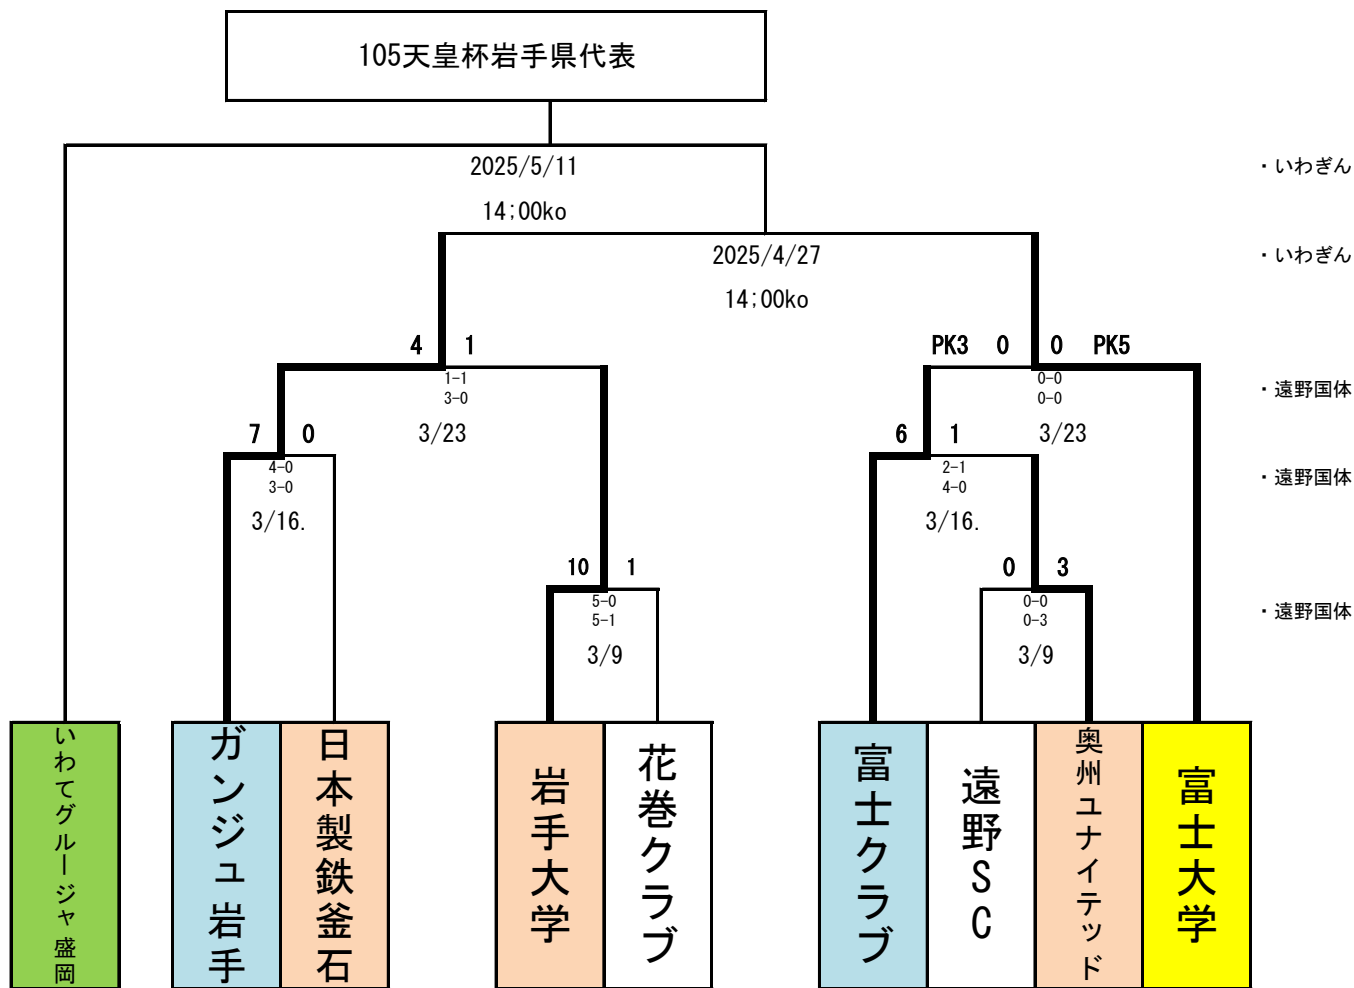 105天皇杯岩手県代表
2025/5/11
・いわぎん
14;00ko
2025/4/27
・いわぎん
14;00ko
4 1
PK3 0 0 PK5
1-1
3-0
0-0
0-0
・遠野国体
3/23
3/23
7 0
6 1
4-0
3-0
2-1
4-0
・遠野国体
3/16.
3/16.
10 1
0 3
5-0
5-1
0-0
0-3
・遠野国体
3/9
3/9
いわてグルージャ盛岡
ガンジュ岩手
日本製鉄釜石
岩手大学
花巻クラブ
富士クラブ
遠野SC
奥州ユナイテッド
富士大学